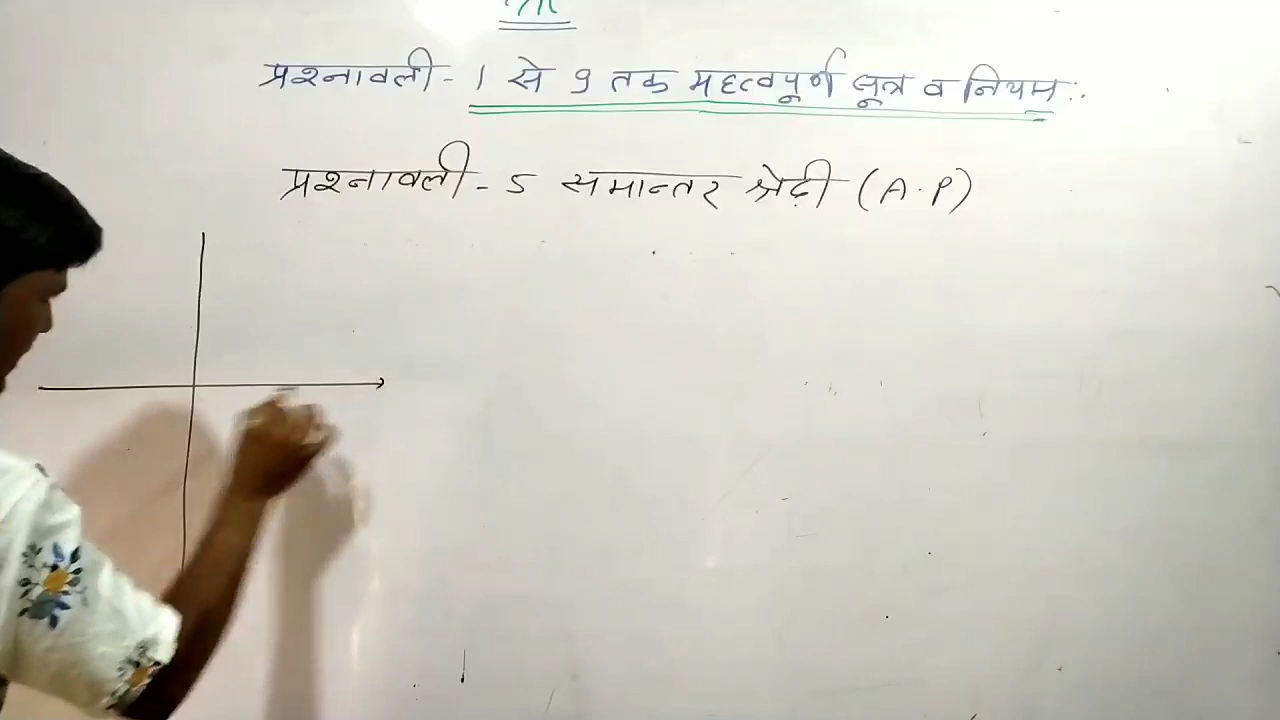 प्रश्नावली - 1 से 9 तक महत्वपूर्ण सूत्र व नियम :
प्रश्नावली - 5 समान्तर श्रेढ़ी (A.P)